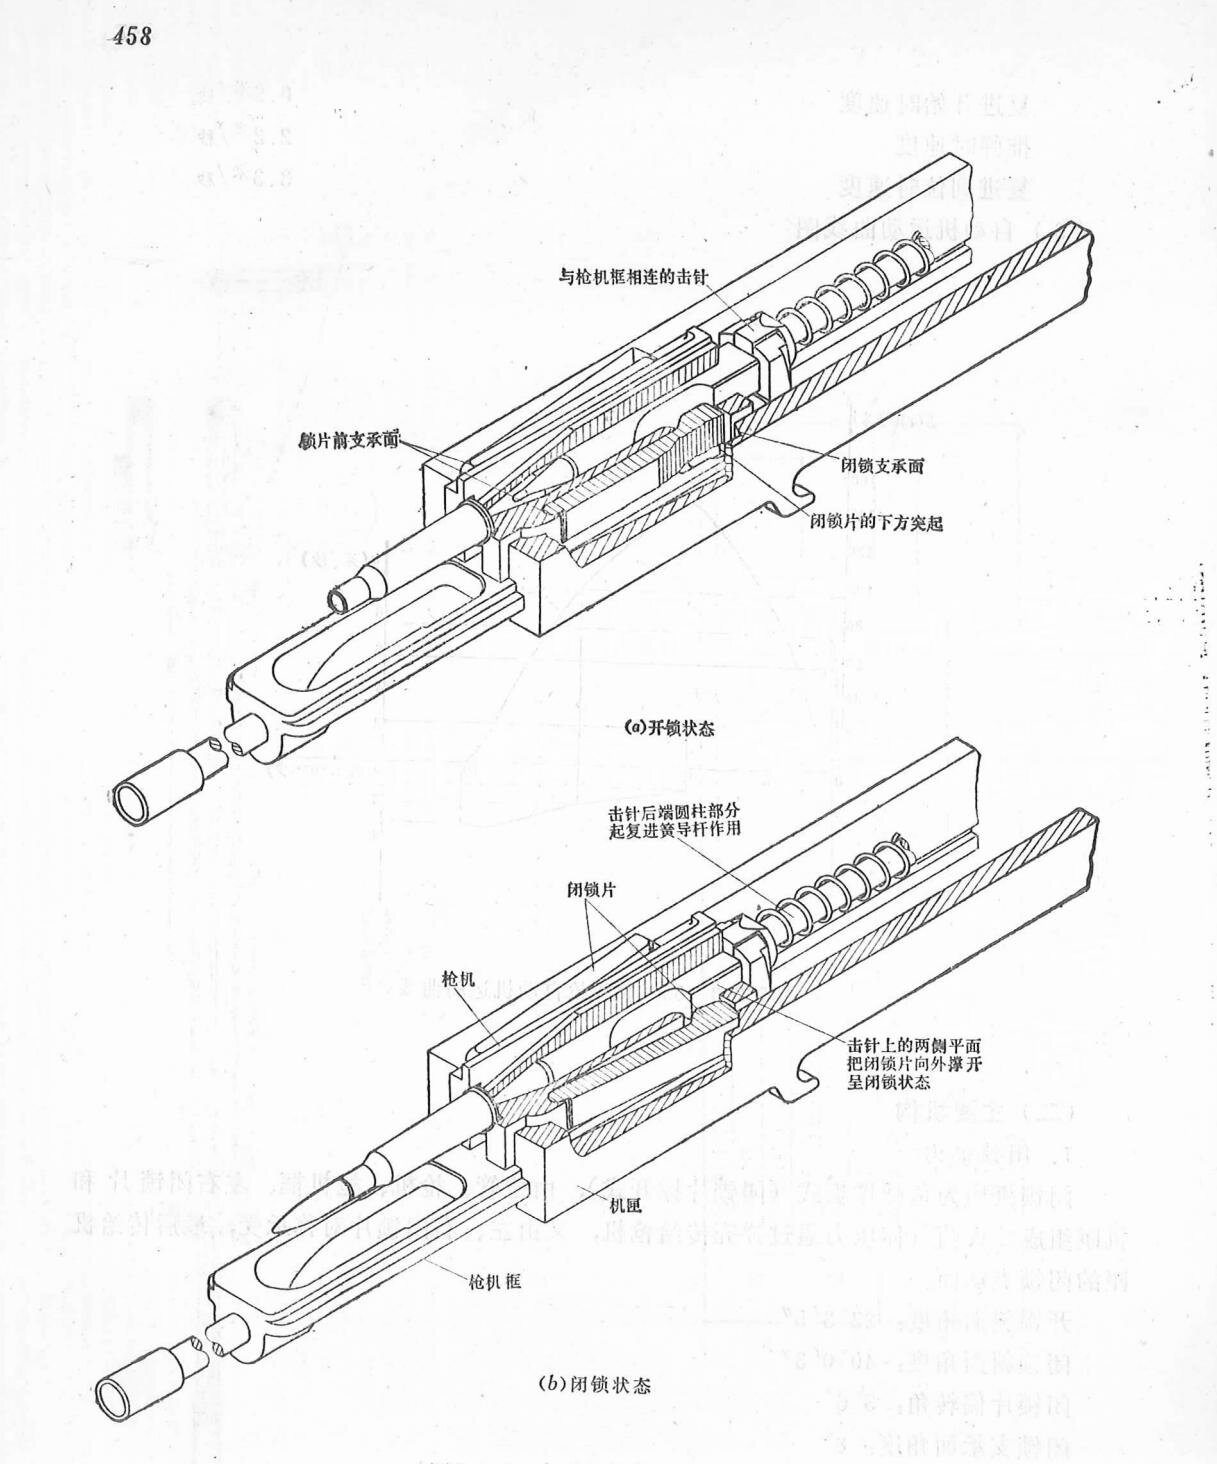 458
与枪机框相连的击针
锁片前支承面
闭锁支承面
闭锁片的下方突起
(a)开锁状态
击针后端圆柱部分
起复进簧导杆作用
闭锁片
枪机
击针上的两侧平面
把闭锁片向外撑开
呈闭锁状态
机匣
枪机框
(b)闭锁状态